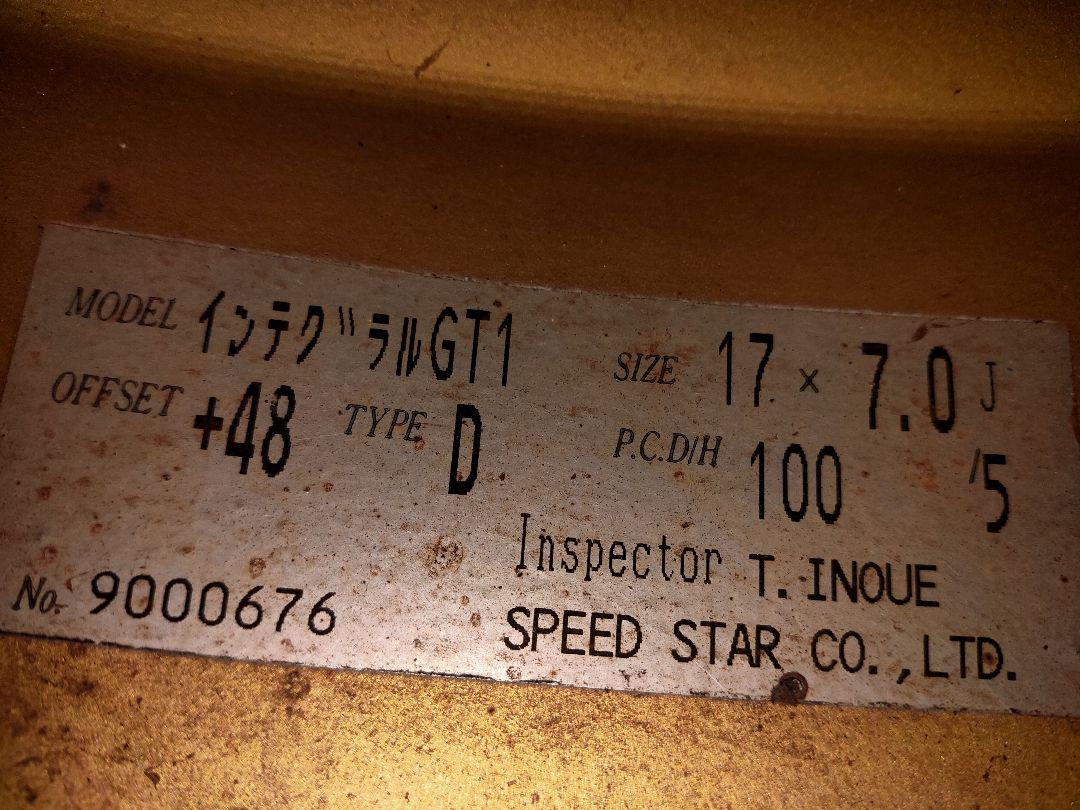 MODEL インテグラルGT1 SIZE 17 × 7.0 J
OFFSET +48 TYPE D P.C.D/H 100 /5
Inspector T.INOUE
No. 9000676 SPEED STAR CO.,LTD.